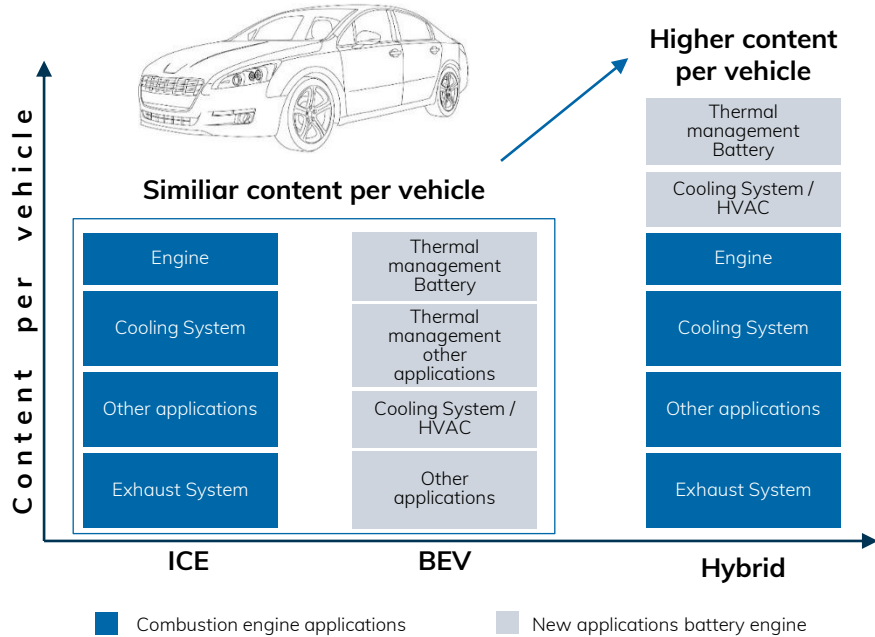 Higher content
per vehicle
Content per vehicle
Similiar content per vehicle
Engine
Cooling System
Other applications
Exhaust System
Thermal
management
Battery
Thermal
management
other
applications
Cooling System /
HVAC
Other
applications
Thermal
management
Battery
Cooling System /
HVAC
Engine
Cooling System
Other applications
Exhaust System
ICE
BEV
Hybrid
Combustion engine applications
New applications battery engine